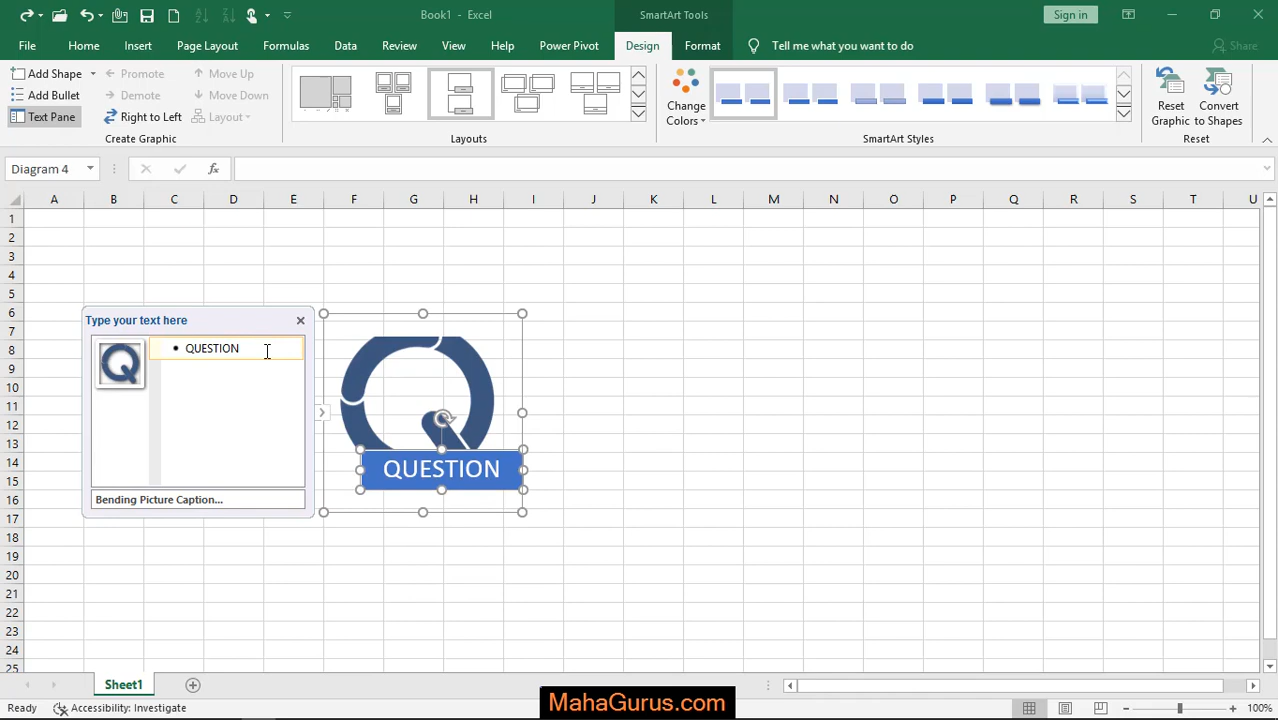 Book1 - Excel
SmartArt Tools
Sign in
File Home Insert Page Layout Formulas Data Review View Help Power Pivot Design Format Tell me what you want to do Share
Add Shape Promote Move Up
Add Bullet Demote Move Down
Text Pane Right to Left Layout
Create Graphic
Layouts
Change Colors
SmartArt Styles
Reset Graphic
Convert to Shapes
Reset
Diagram 4
fx
A B C D E F G H I J K L M N O P Q R S T U
1
2
3
4
5
6
7
8
9
10
11
12
13
14
15
16
17
18
19
20
21
22
23
24
25
Type your text here
• QUESTION
Bending Picture Caption...
QUESTION
Sheet1
Ready Accessibility: Investigate
MahaGurus.com
100%